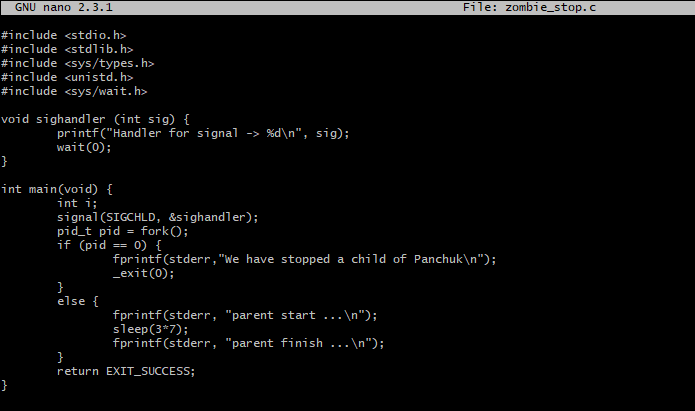 GNU nano 2.3.1 File: zombie_stop.c
#include <stdio.h>
#include <stdlib.h>
#include <sys/types.h>
#include <unistd.h>
#include <sys/wait.h>
void sighandler (int sig) {
printf("Handler for signal -> %d\n", sig);
wait(0);
}
int main(void) {
int i;
signal(SIGCHLD, &sighandler);
pid_t pid = fork();
if (pid == 0) {
fprintf(stderr,"We have stopped a child of Panchuk\n");
_exit(0);
}
else {
fprintf(stderr, "parent start ...\n");
sleep(3*7);
fprintf(stderr, "parent finish ...\n");
}
return EXIT_SUCCESS;
}